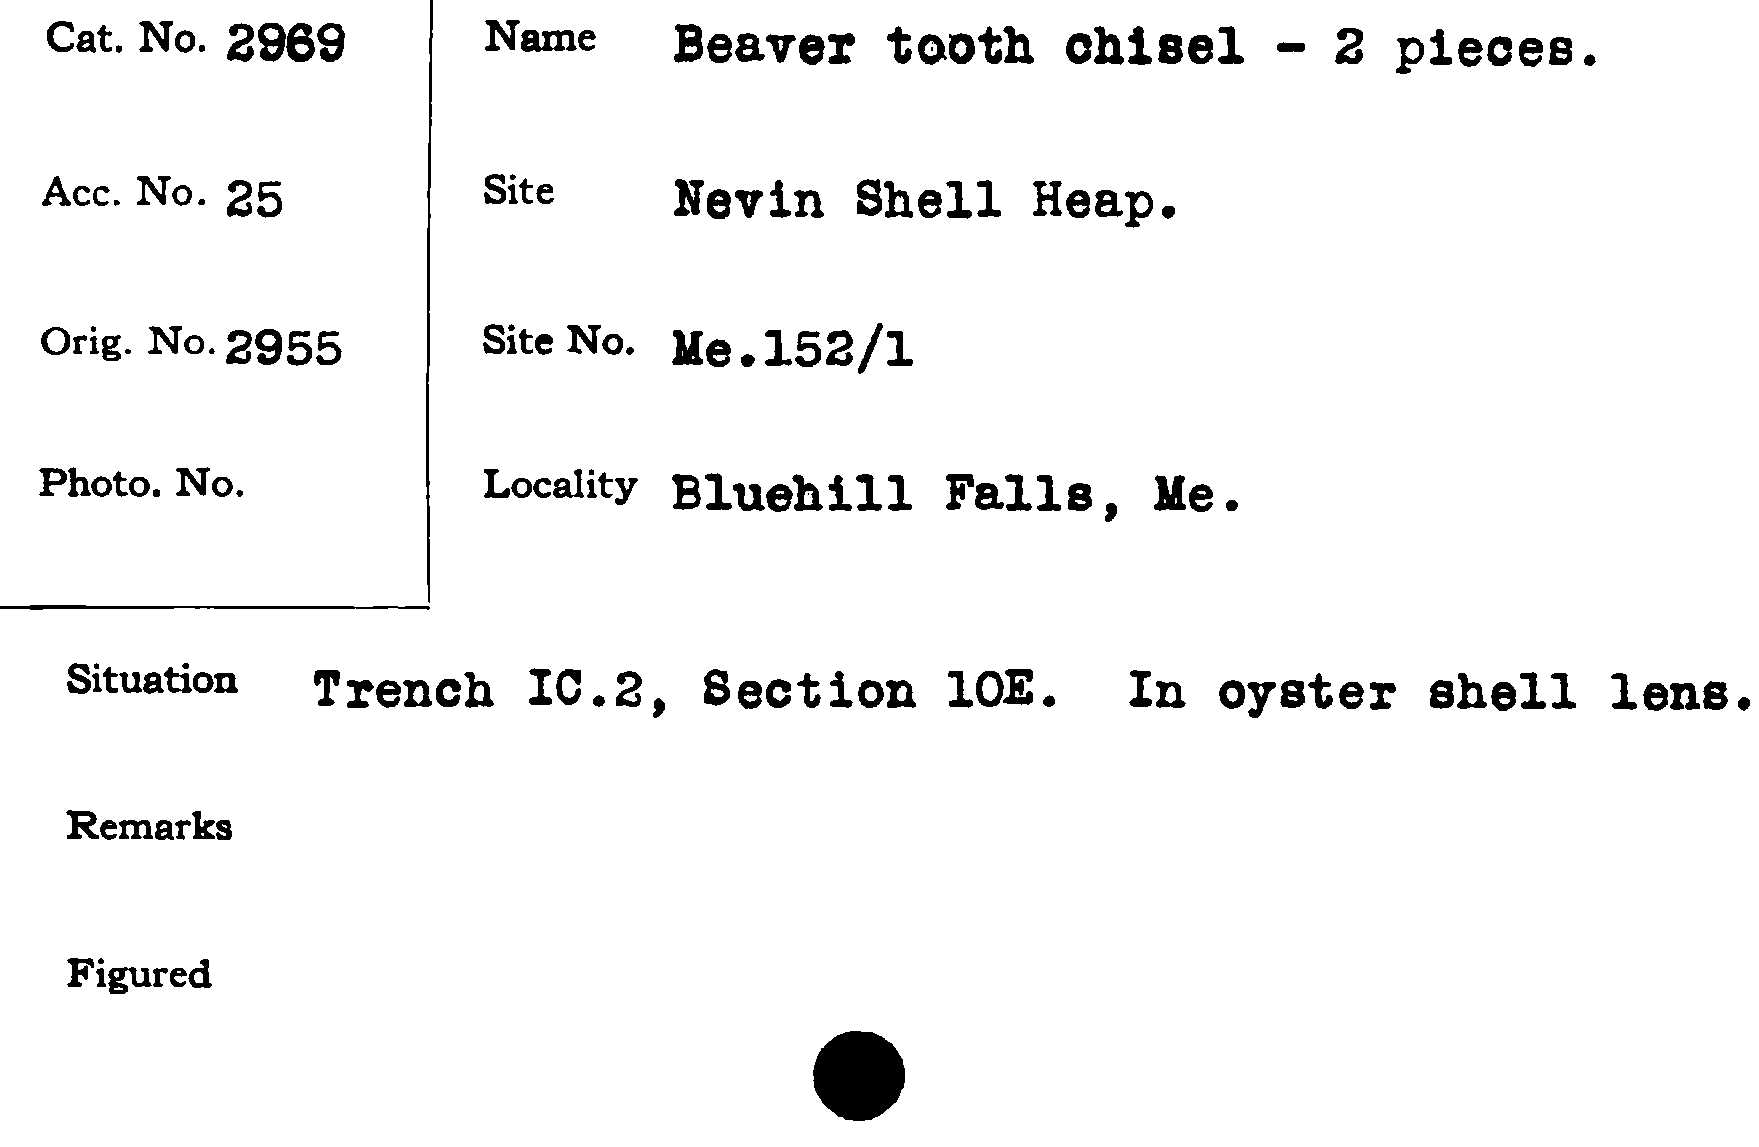 Cat. No. 2969
Acc. No. 25
Orig. No. 2955
Photo. No.
Name Beaver tooth chisel - 2 pieces.
Site Nevin Shell Heap.
Site No. Me.152/1
Locality Bluehill Falls, Me.
Situation Trench IC.2, Section 10E. In oyster shell lens.
Remarks
Figured